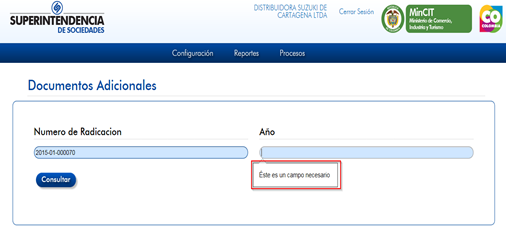 SUPERINTENDENCIA
DE SOCIEDADES
DISTRIBUIDORA SUZUKI DE
CARTAGENA LTDA
Cerrar Sesión
MinCIT
Ministerio de Comercio,
Industria y Turismo
CO
COLOMBIA
Configuración Reportes Procesos
Documentos Adicionales
Numero de Radicacion Año
2015-01-000070
Éste es un campo necesario
Consultar